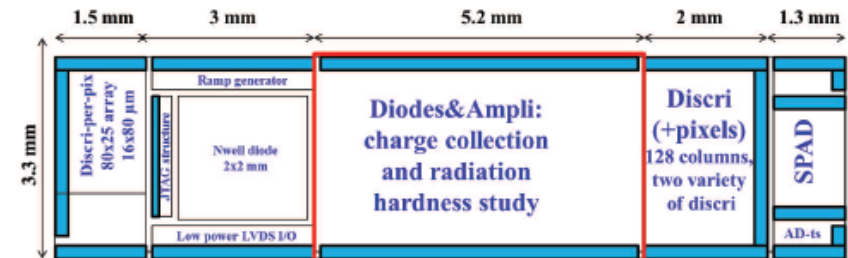 1.5 mm
3 mm
5.2 mm
2 mm
1.3 mm
3.3 mm
Discri-per-pix
80x25 array
16x80 µm
Ramp generator
JTAG structure
Nwell diode
2x2 mm
Low power LVDS I/O
Diodes&Ampli:
charge collection
and radiation
hardness study
Discri
(+pixels)
128 columns,
two variety
of discri
SPAD
AD-ts